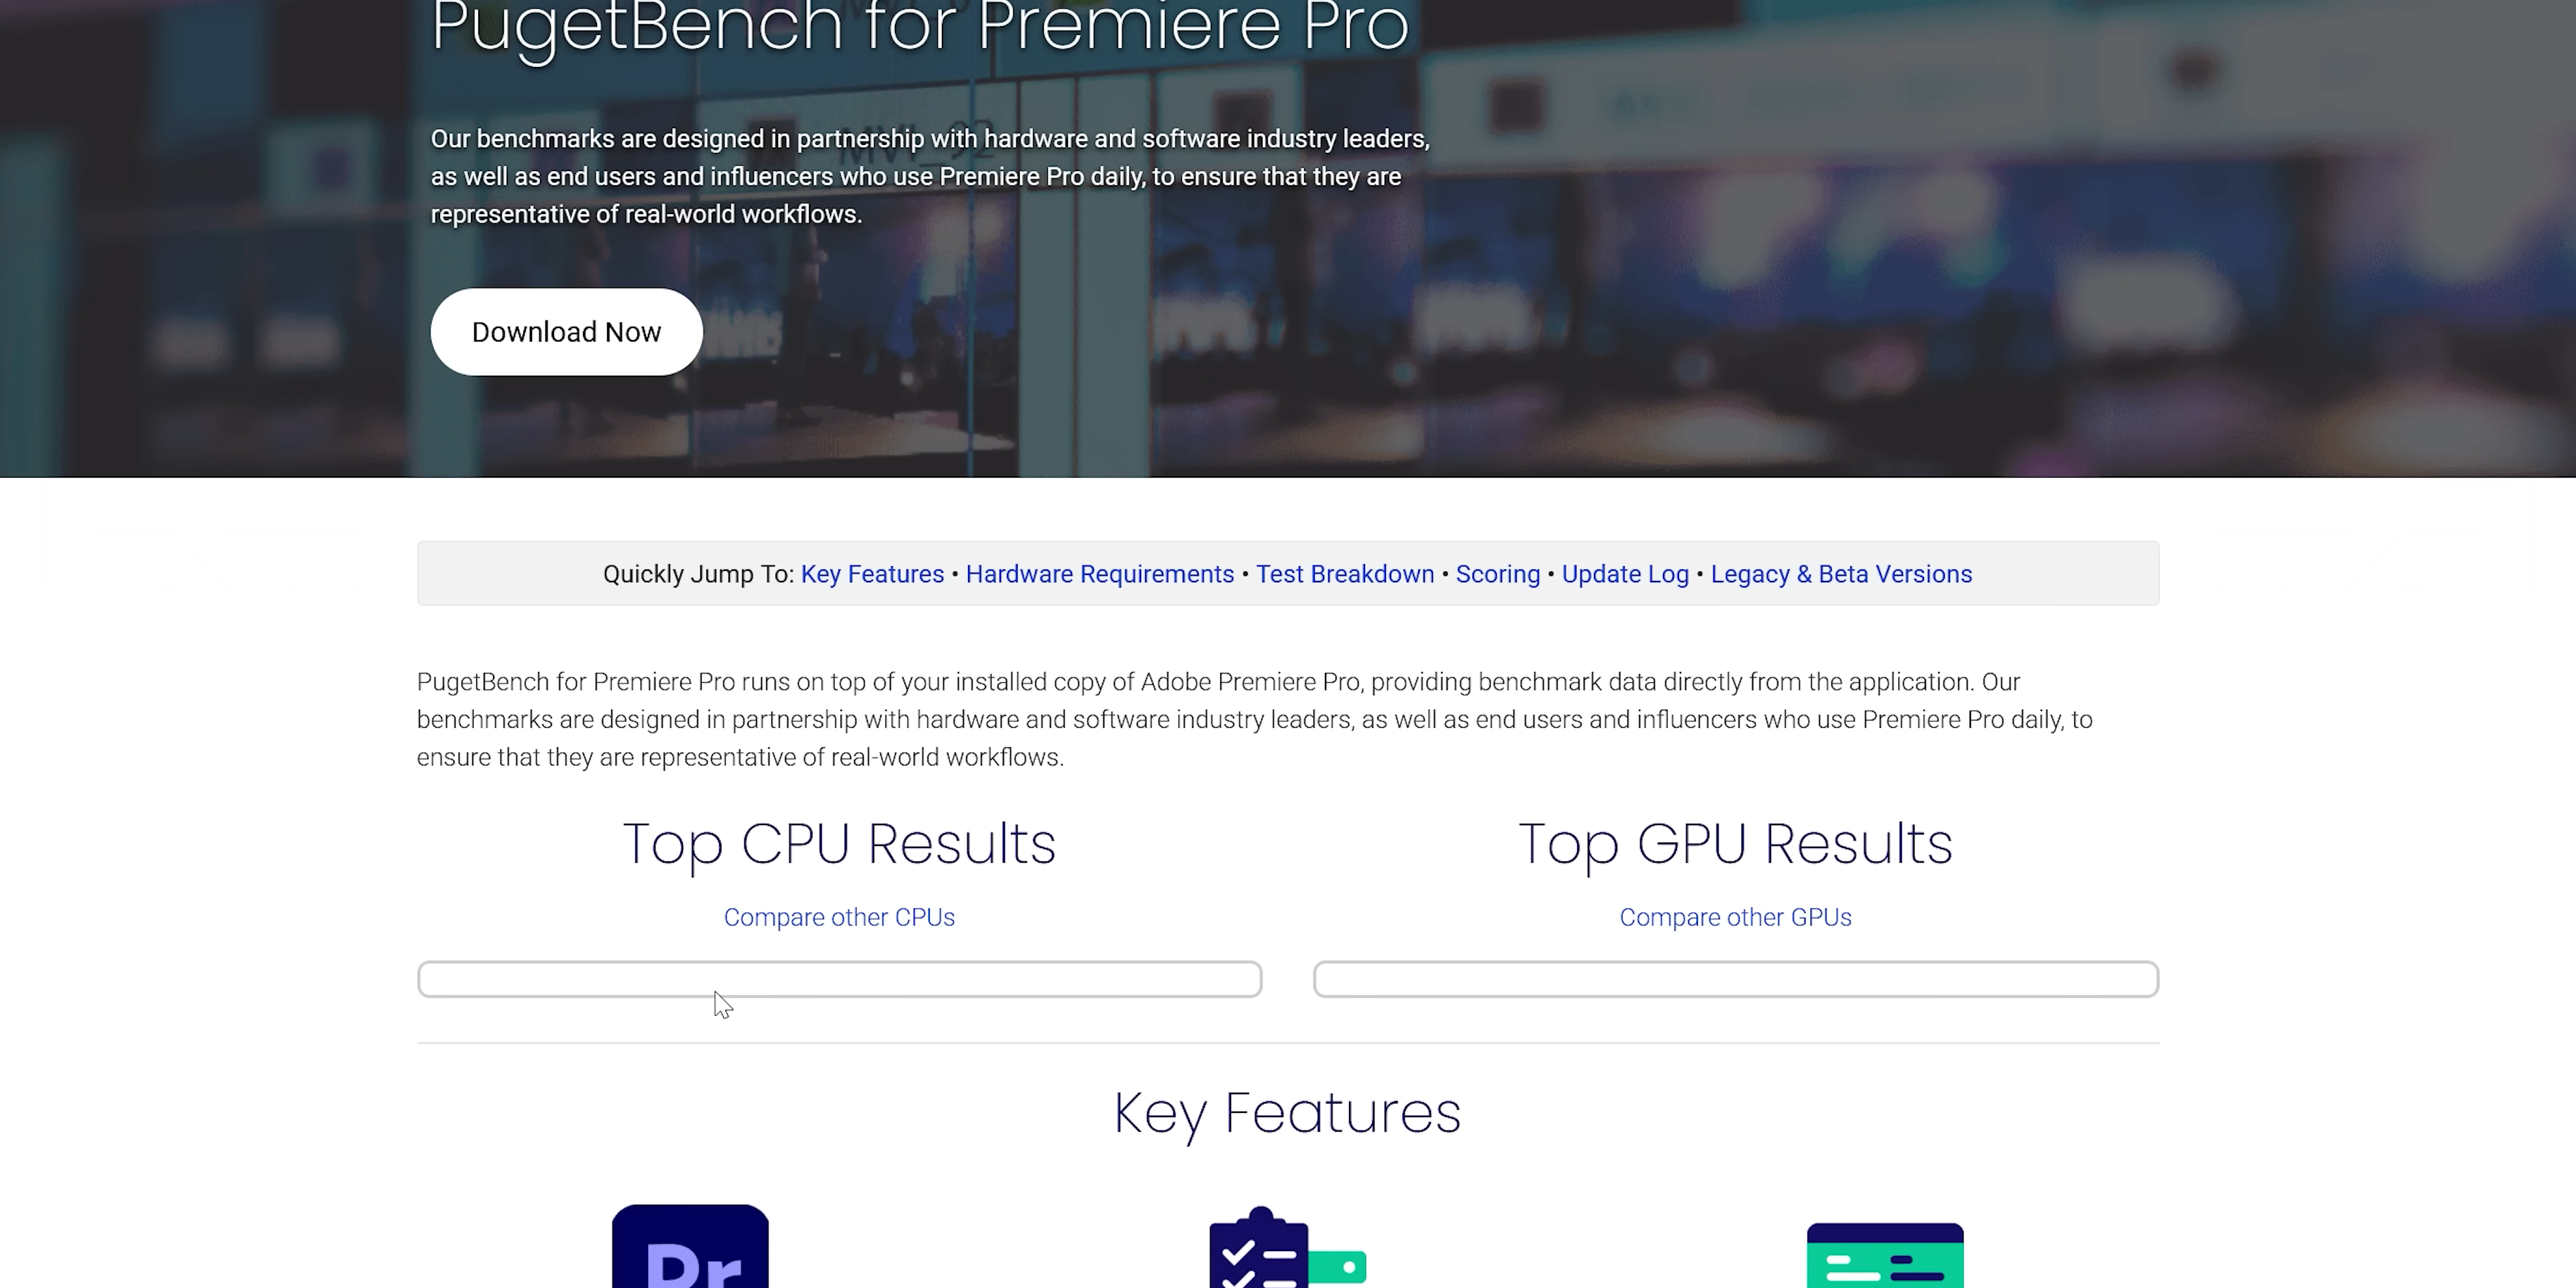 PugetBench for Premiere Pro
Our benchmarks are designed in partnership with hardware and software industry leaders,
as well as end users and influencers who use Premiere Pro daily, to ensure that they are
representative of real-world workflows.
Download Now
Quickly Jump To: Key Features • Hardware Requirements • Test Breakdown • Scoring • Update Log • Legacy & Beta Versions
PugetBench for Premiere Pro runs on top of your installed copy of Adobe Premiere Pro, providing benchmark data directly from the application. Our
benchmarks are designed in partnership with hardware and software industry leaders, as well as end users and influencers who use Premiere Pro daily, to
ensure that they are representative of real-world workflows.
Top CPU Results
Top GPU Results
Compare other CPUs
Compare other GPUs
Key Features
Pr